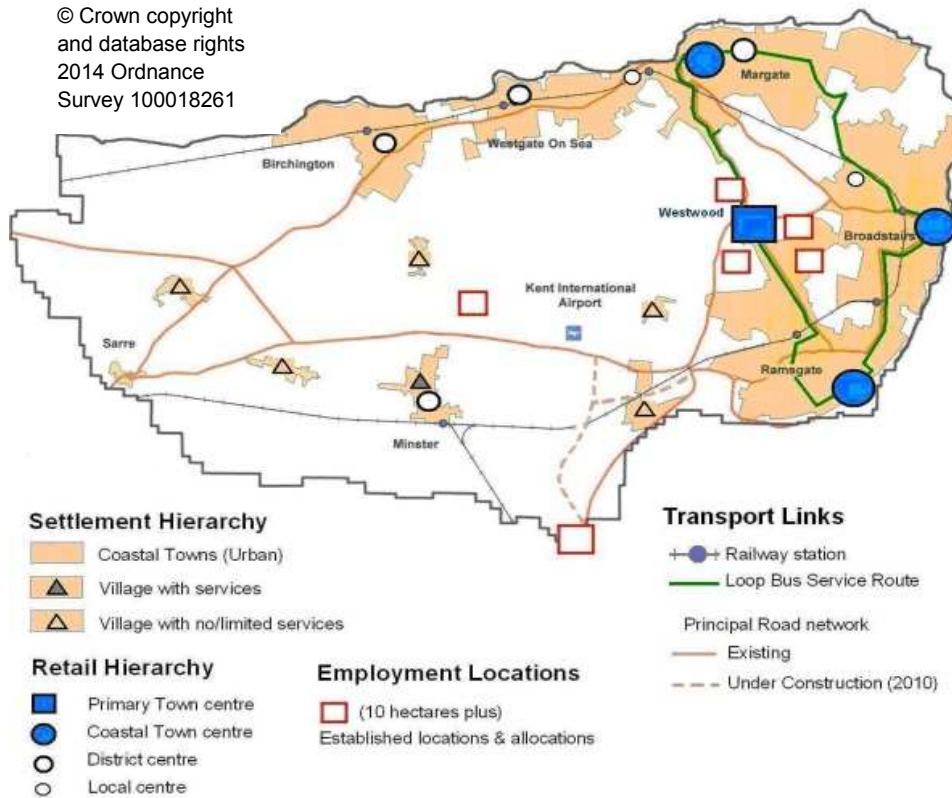 © Crown copyright
and database rights
2014 Ordnance
Survey 100018261
Margate
Westgate On Sea
Birchington
Westwood
Broadstairs
Kent International
Airport
Sarre
Ramsgate
Minster
Settlement Hierarchy
Coastal Towns (Urban)
Village with services
Village with no/limited services
Retail Hierarchy
Primary Town centre
Coastal Town centre
District centre
Local centre
Employment Locations
(10 hectares plus)
Established locations & allocations
Transport Links
Railway station
Loop Bus Service Route
Principal Road network
Existing
Under Construction (2010)